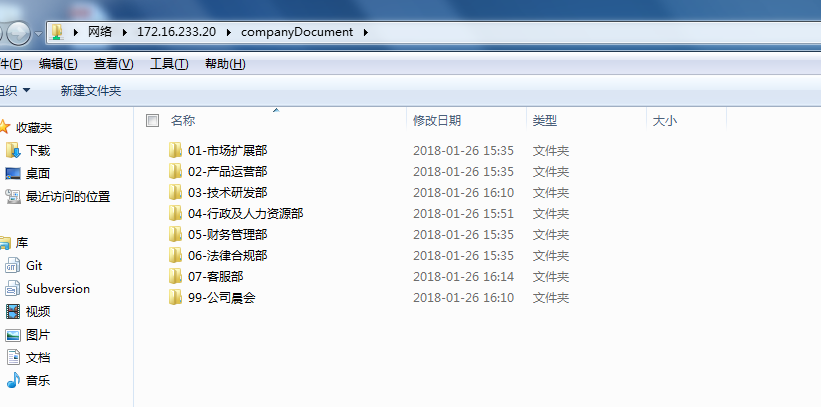 网络 172.16.233.20 companyDocument
件(F) 编辑(E) 查看(V) 工具(T) 帮助(H)
组织 新建文件夹
名称 修改日期 类型 大小
收藏夹
下载
桌面
最近访问的位置
库
Git
Subversion
视频
图片
文档
音乐
01-市场扩展部 2018-01-26 15:35 文件夹
02-产品运营部 2018-01-26 15:35 文件夹
03-技术研发部 2018-01-26 16:10 文件夹
04-行政及人力资源部 2018-01-26 15:51 文件夹
05-财务管理部 2018-01-26 15:35 文件夹
06-法律合规部 2018-01-26 15:35 文件夹
07-客服部 2018-01-26 16:14 文件夹
99-公司晨会 2018-01-26 16:10 文件夹